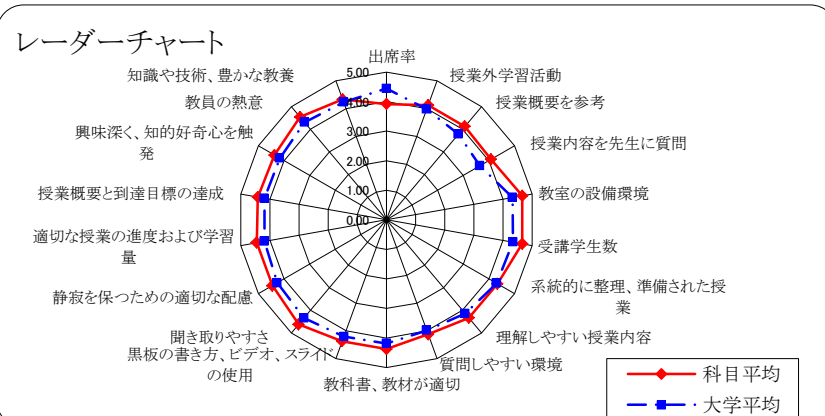 レーダーチャート
出席率
授業外学習活動
授業概要を参考
授業内容を先生に質問
教室の設備環境
受講学生数
系統的に整理、準備された授
業
理解しやすい授業内容
質問しやすい環境
教科書、教材が適切
黒板の書き方、ビデオ、スライド
の使用
聞き取りやすさ
静寂を保つための適切な配慮
適切な授業の進度および学習
量
授業概要と到達目標の達成
興味深く、知的好奇心を触
発
教員の熱意
知識や技術、豊かな教養
5.00
4.00
3.00
2.00
1.00
0.00
科目平均
大学平均